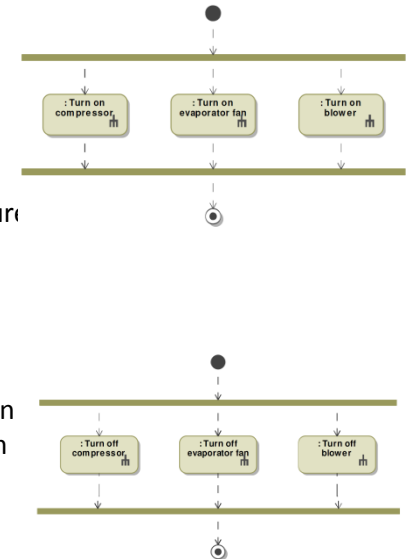 : Turn on
compressor
: Turn on
evaporator fan
: Turn on
blower
: Turn off
compressor
: Turn off
evaporator fan
: Turn off
blower